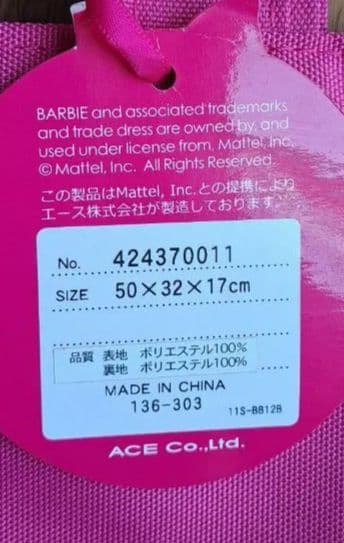 BARBIE and associated trademarks
and trade dress are owned by, and
used under license from, Mattel, Inc.
© Mattel, Inc. All Rights Reserved.
この製品はMattel, Inc.との提携により
エース株式会社が製造しております。
No. 424370011
SIZE 50×32×17cm
品質 表地 ポリエステル100%
裏地 ポリエステル100%
MADE IN CHINA
136-303 11S-BB12B
ACE Co.,Ltd.